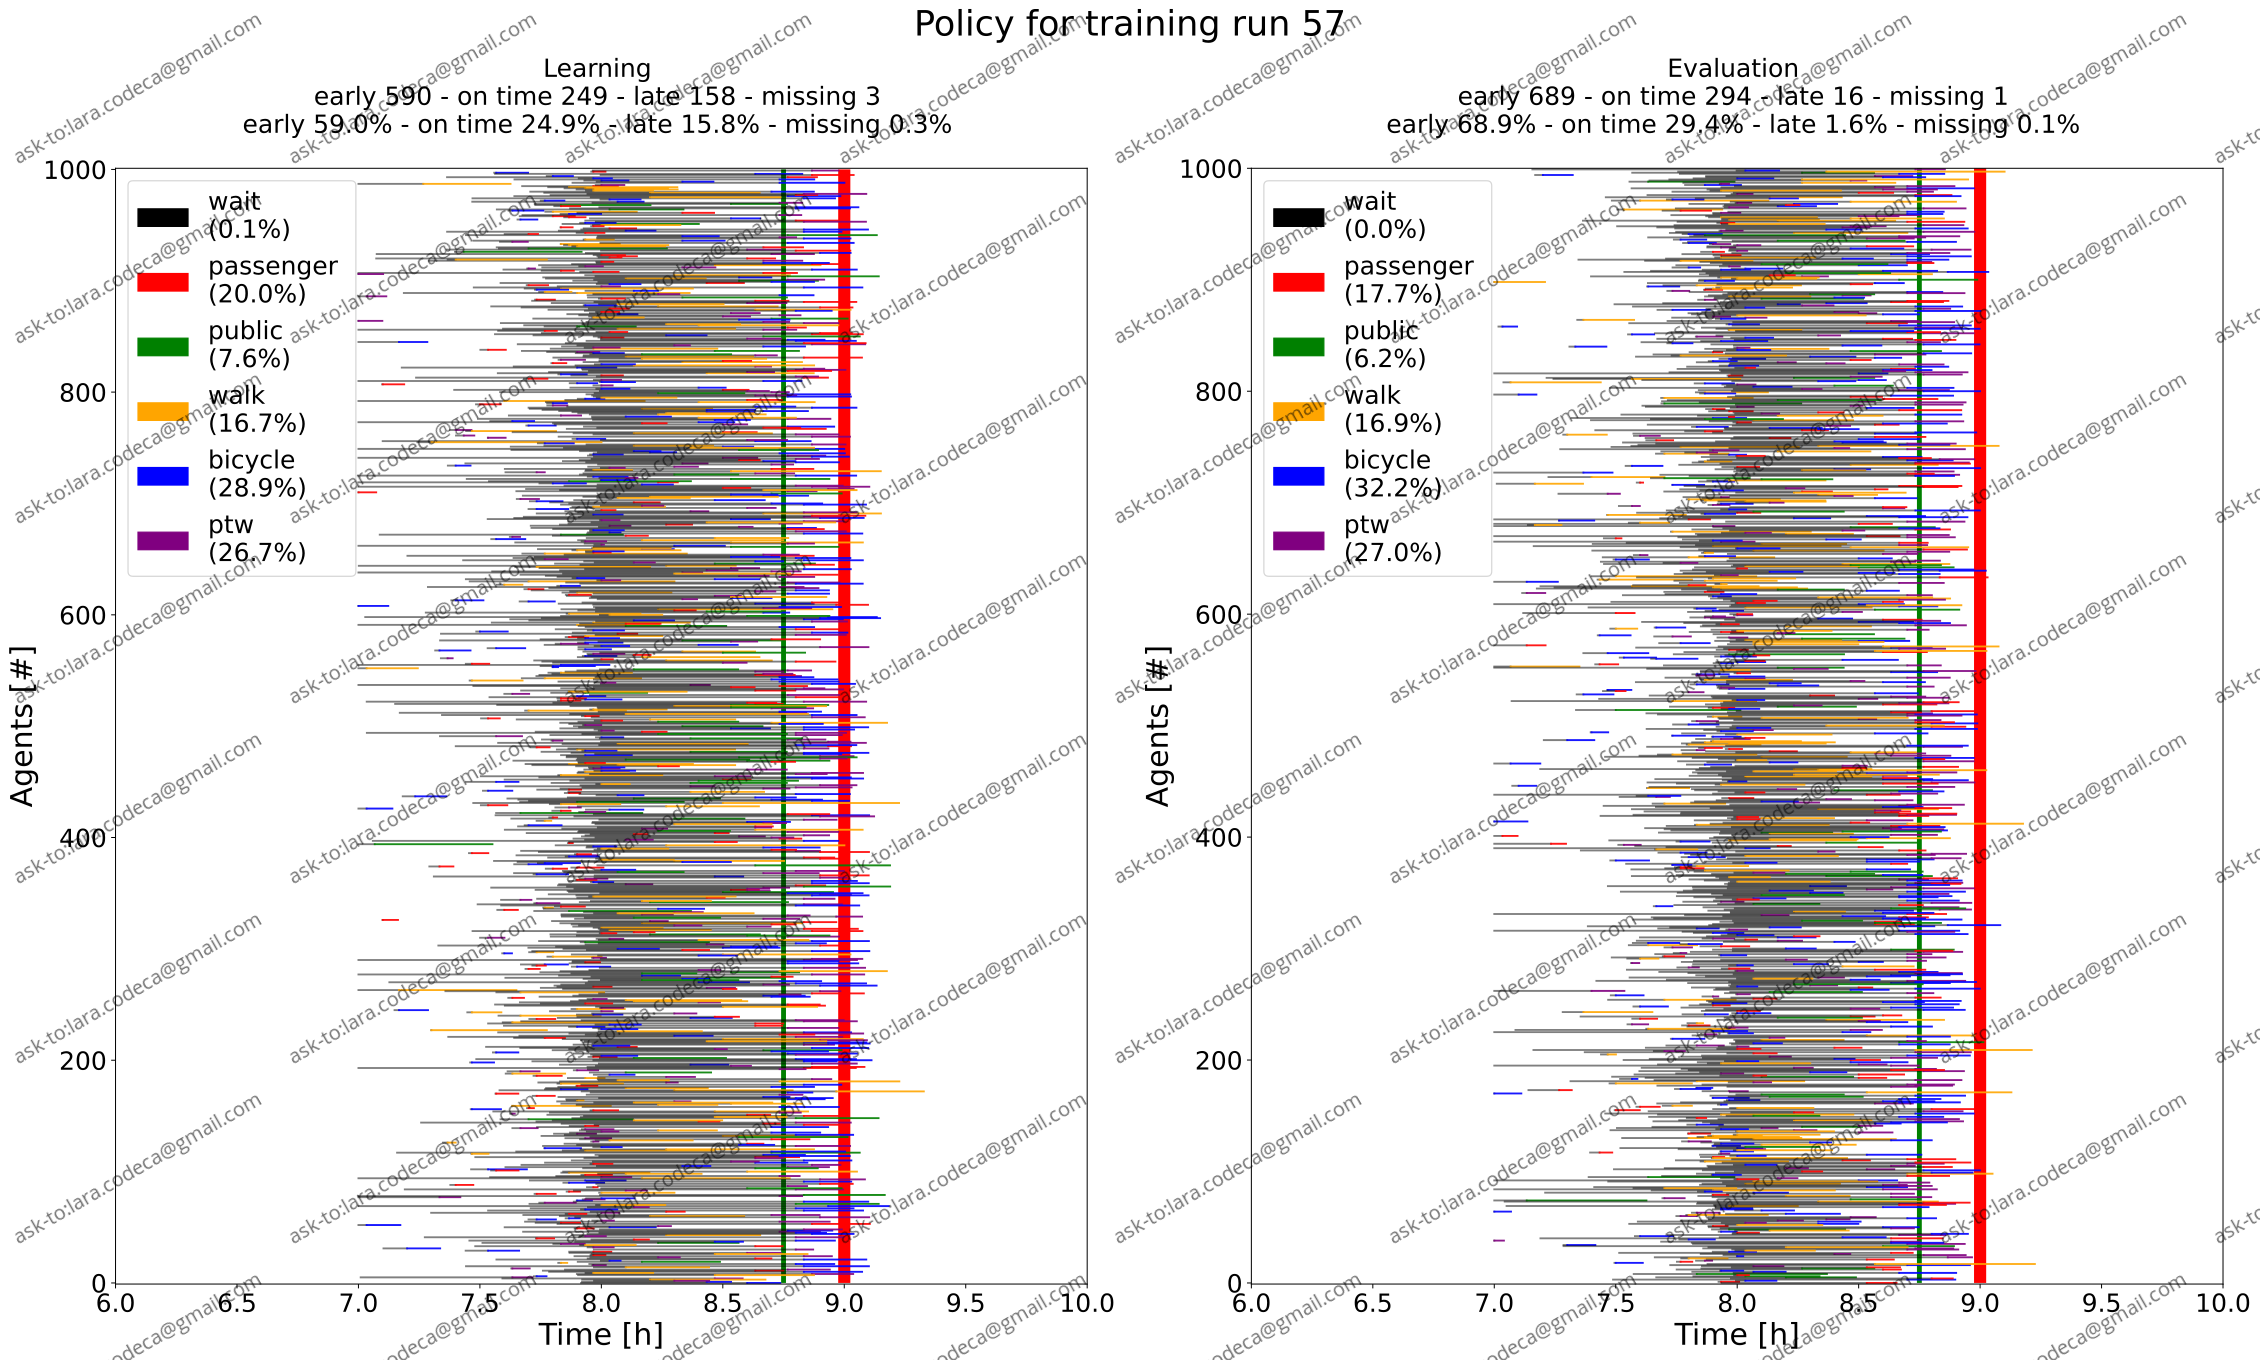 Policy for training run 57
Learning
early 590 - on time 249 - late 158 - missing 3
early 59.0% - on time 24.9% - late 15.8% - missing 0.3%
1000
800
600
400
200
0
Agents [#]
wait
(0.1%)
passenger
(20.0%)
public
(7.6%)
walk
(16.7%)
bicycle
(28.9%)
ptw
(26.7%)
6.0 6.5 7.0 7.5 8.0 8.5 9.0 9.5 10.0
Time [h]
Evaluation
early 689 - on time 294 - late 16 - missing 1
early 68.9% - on time 29.4% - late 1.6% - missing 0.1%
1000
800
600
400
200
0
Agents [#]
wait
(0.0%)
passenger
(17.7%)
public
(6.2%)
walk
(16.9%)
bicycle
(32.2%)
ptw
(27.0%)
6.0 6.5 7.0 7.5 8.0 8.5 9.0 9.5 10.0
Time [h]
ask-to:lara.codeca@gmail.com